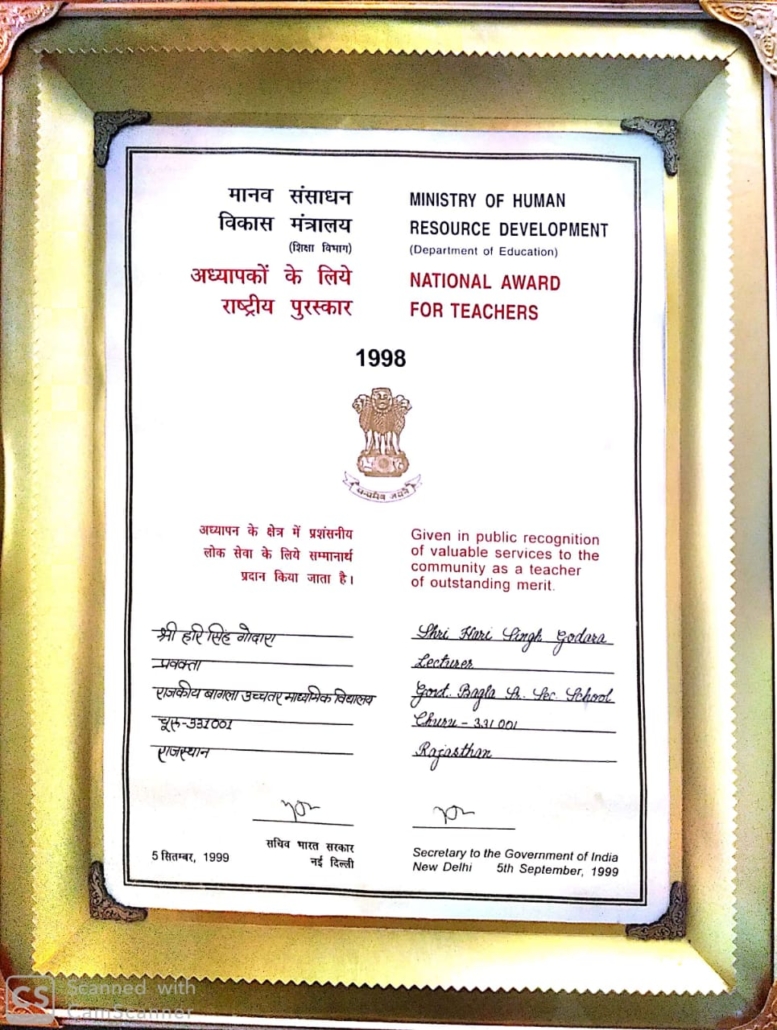 मानव संसाधन
विकास मंत्रालय
(शिक्षा विभाग)
अध्यापकों के लिये
राष्ट्रीय पुरस्कार
MINISTRY OF HUMAN
RESOURCE DEVELOPMENT
(Department of Education)
NATIONAL AWARD
FOR TEACHERS
1998
सत्यमेव जयते
अध्यापन के क्षेत्र में प्रशंसनीय
लोक सेवा के लिये सम्मानार्थ
प्रदान किया जाता है।
Given in public recognition
of valuable services to the
community as a teacher
of outstanding merit.
श्री हरि सिंह गोदारा
प्रवक्ता
राजकीय बागला उच्चतर माध्यमिक विद्यालय
चूरू-331001
राजस्थान
Shri Hari Singh Godara
Lecturer
Govt. Bagla Sr. Sec. School
Churu - 331 001
Rajasthan
सचिव भारत सरकार
नई दिल्ली
5 सितम्बर, 1999
Secretary to the Government of India
New Delhi 5th September, 1999
CS Scanned with
CamScanner